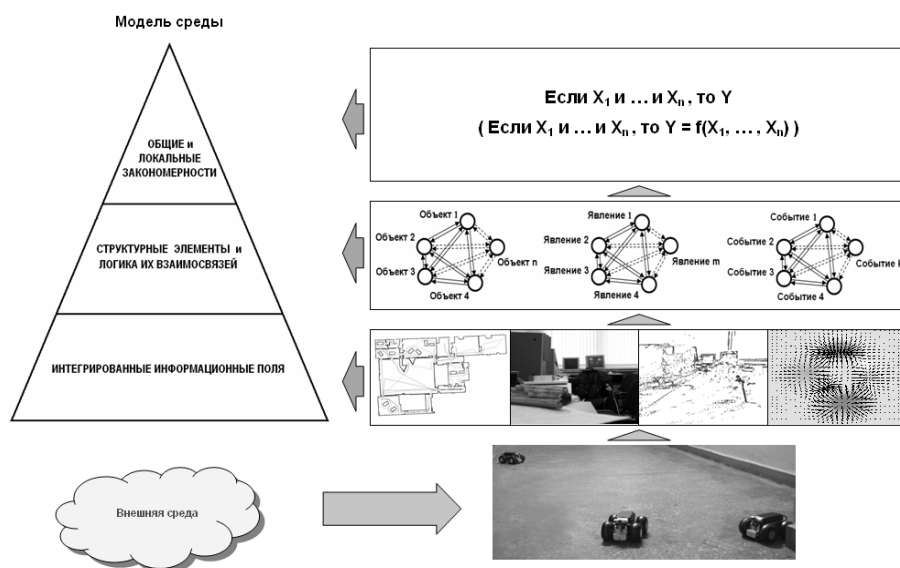 Модель среды
ОБЩИЕ и
ЛОКАЛЬНЫЕ
ЗАКОНОМЕРНОСТИ
СТРУКТУРНЫЕ ЭЛЕМЕНТЫ и
ЛОГИКА ИХ ВЗАИМОСВЯЗЕЙ
ИНТЕГРИРОВАННЫЕ ИНФОРМАЦИОННЫЕ ПОЛЯ
Если X1 и ... и Xn , то Y
( Если X1 и ... и Xn , то Y = f(X1, ... , Xn) )
Объект 1
Объект 2
Объект n
Объект 3
Объект 4
Явление 1
Явление 2
Явление m
Явление 3
Явление 4
Событие 1
Событие 2
Событие k
Событие 3
Событие 4
Внешняя среда